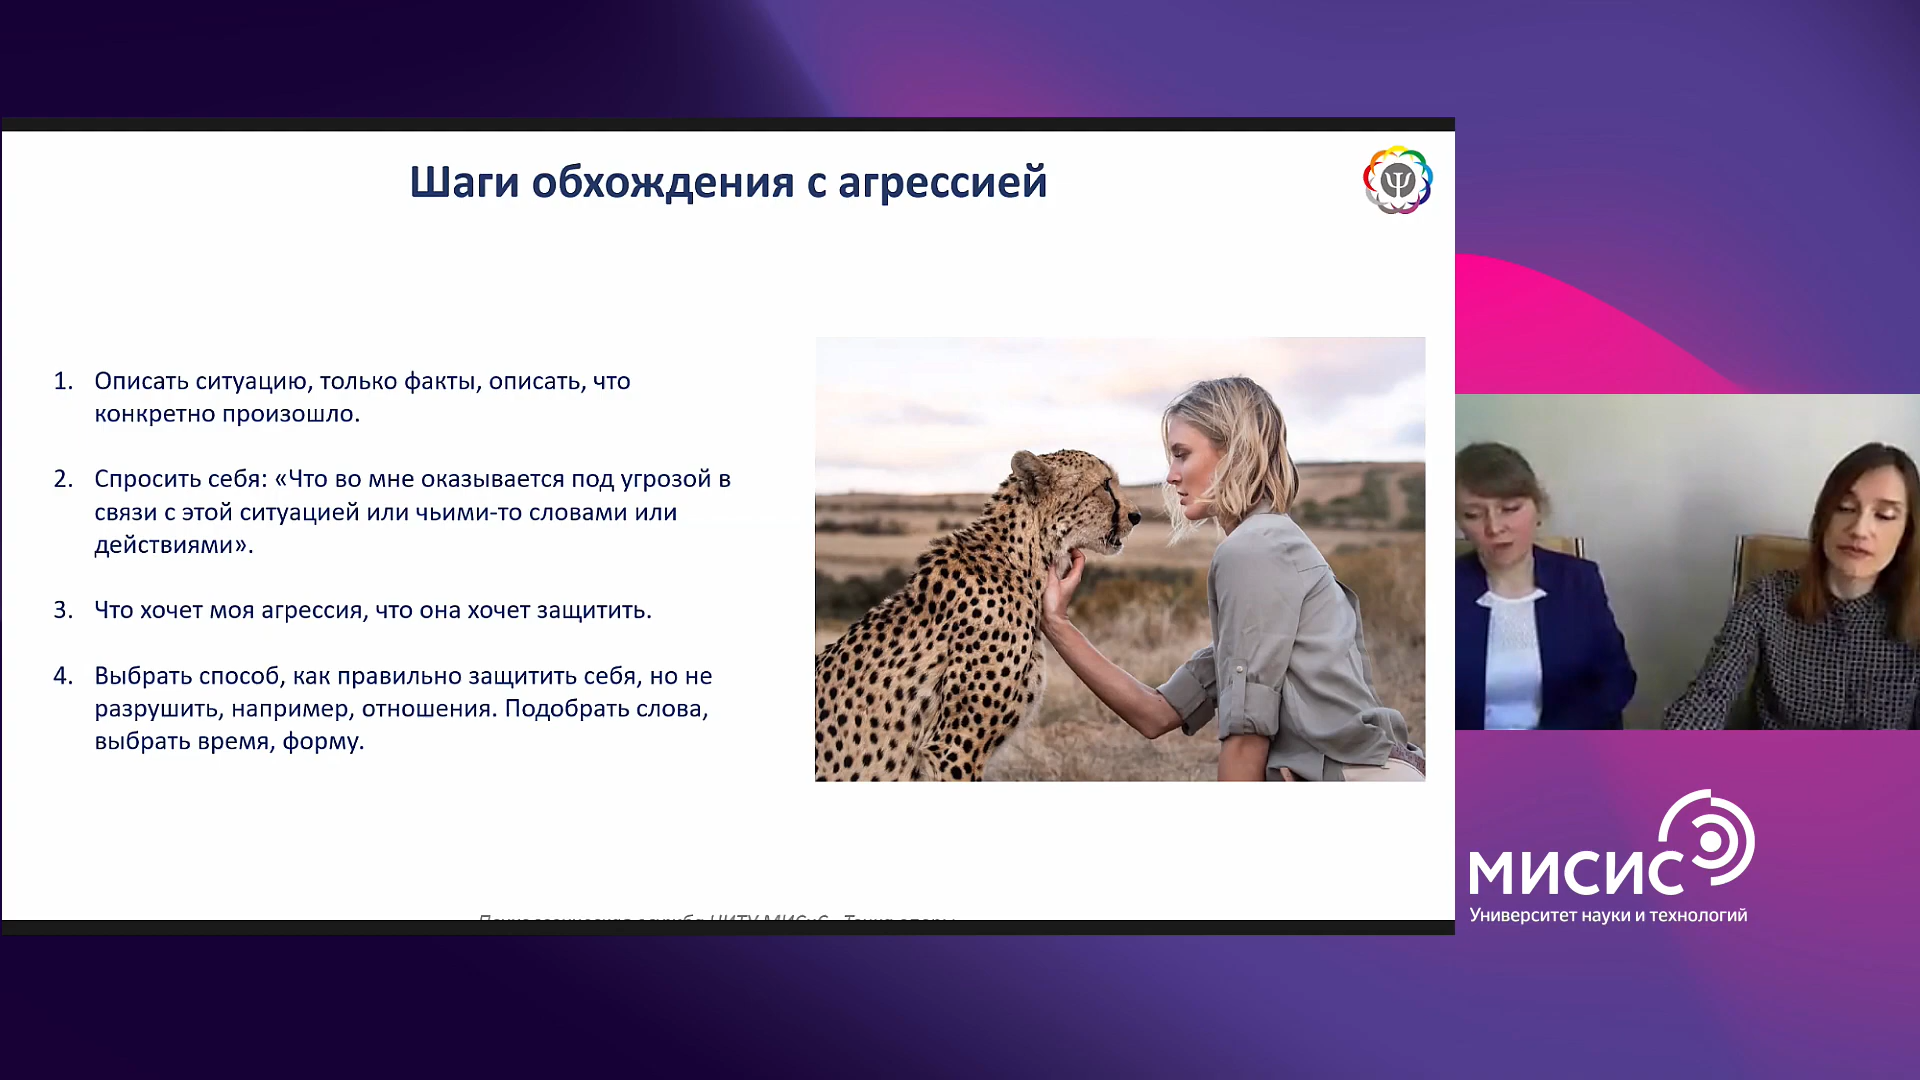 Шаги обхождения с агрессией
1. Описать ситуацию, только факты, описать, что
конкретно произошло.
2. Спросить себя: «Что во мне оказывается под угрозой в
связи с этой ситуацией или чьими-то словами или
действиями».
3. Что хочет моя агрессия, что она хочет защитить.
4. Выбрать способ, как правильно защитить себя, но не
разрушить, например, отношения. Подобрать слова,
выбрать время, форму.
Ψ
МИСИС
Университет науки и технологий